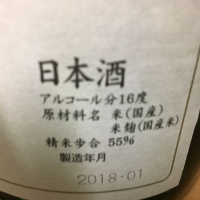 日本酒
アルコール分16度
原材料名 米(国産)
米麹(国産米)
精米歩合 55%
製造年月
2018.01